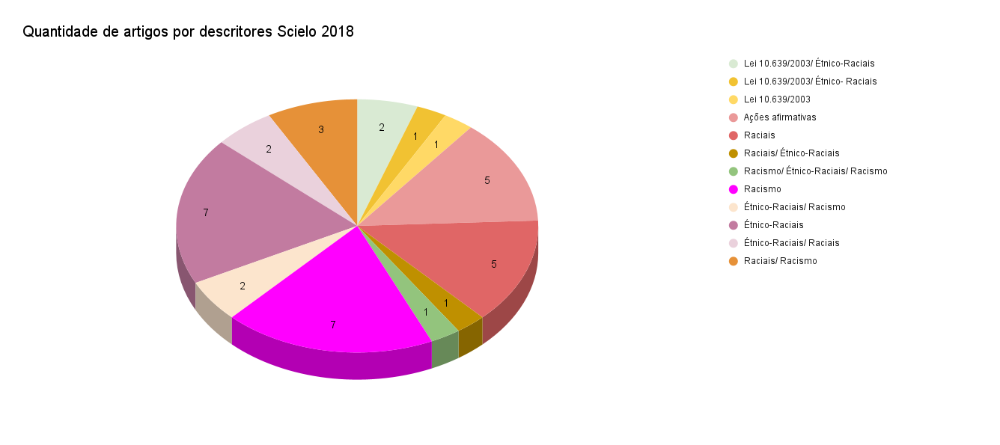 Quantidade de artigos por descritores Scielo 2018
Lei 10.639/2003/ Étnico-Raciais
Lei 10.639/2003/ Étnico- Raciais
Lei 10.639/2003
Ações afirmativas
Raciais
Raciais/ Étnico-Raciais
Racismo/ Étnico-Raciais/ Racismo
Racismo
Étnico-Raciais/ Racismo
Étnico-Raciais
Étnico-Raciais/ Raciais
Raciais/ Racismo
2
1
1
5
5
1
1
7
2
7
2
3